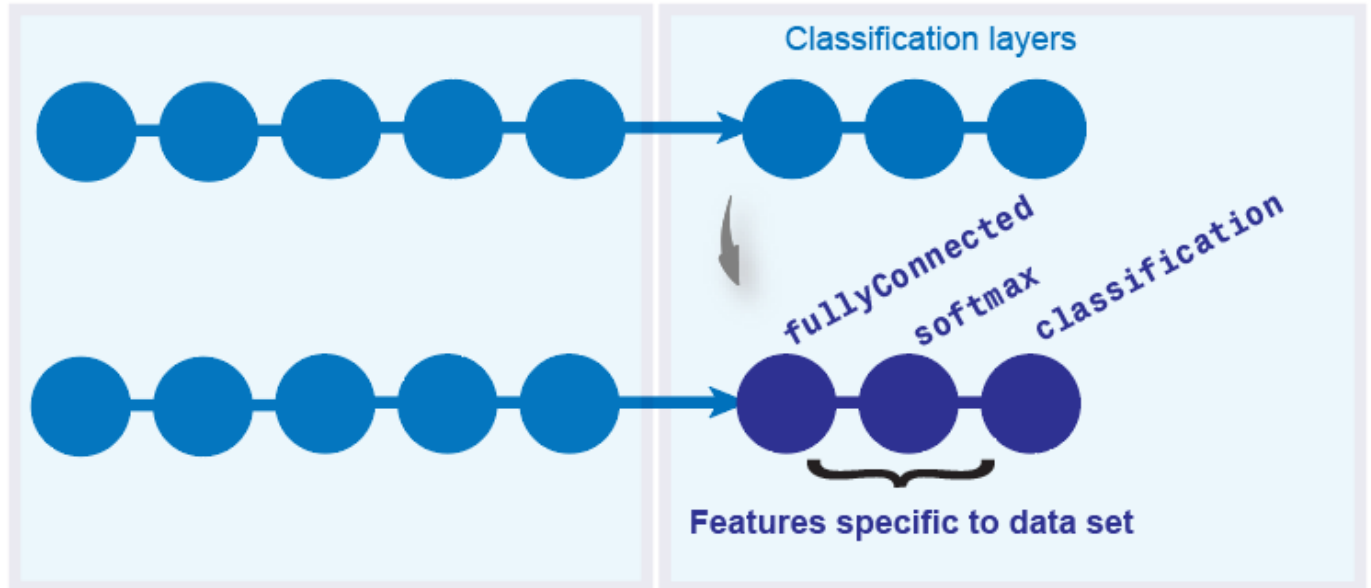 Classification layers
fullyConnected
softmax
classification
Features specific to data set